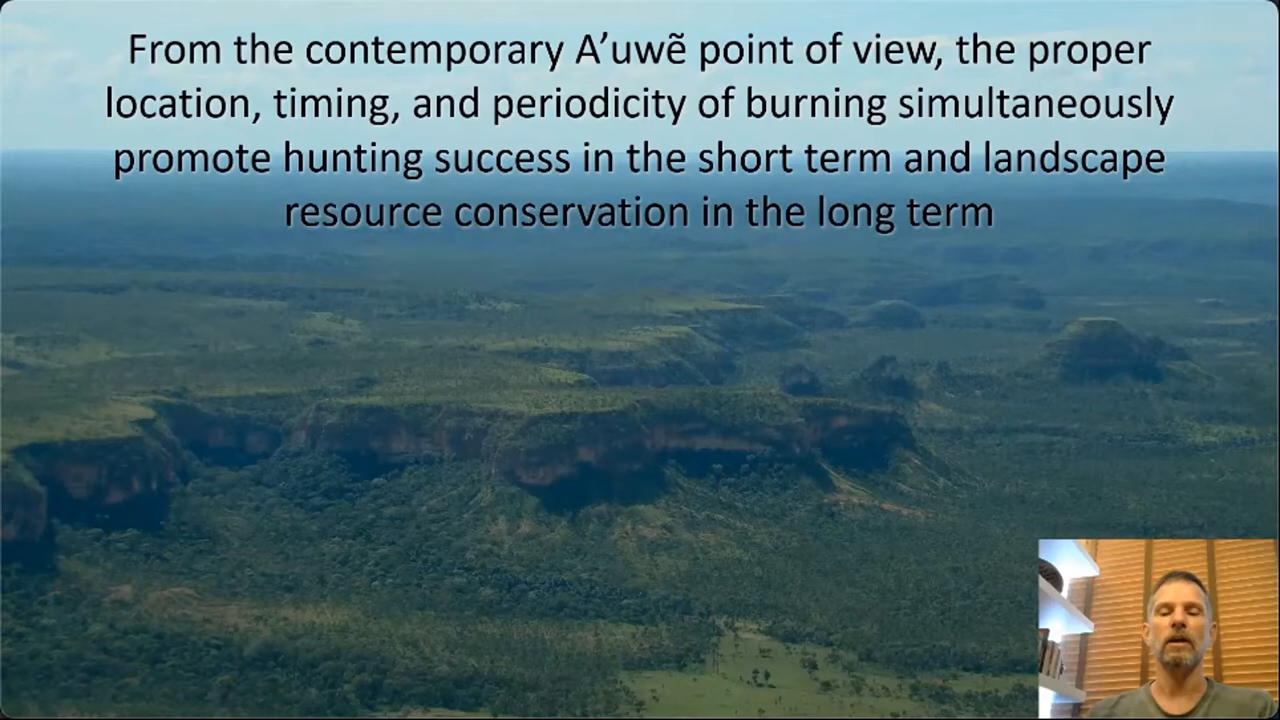 From the contemporary A’uwẽ point of view, the proper
location, timing, and periodicity of burning simultaneously
promote hunting success in the short term and landscape
resource conservation in the long term